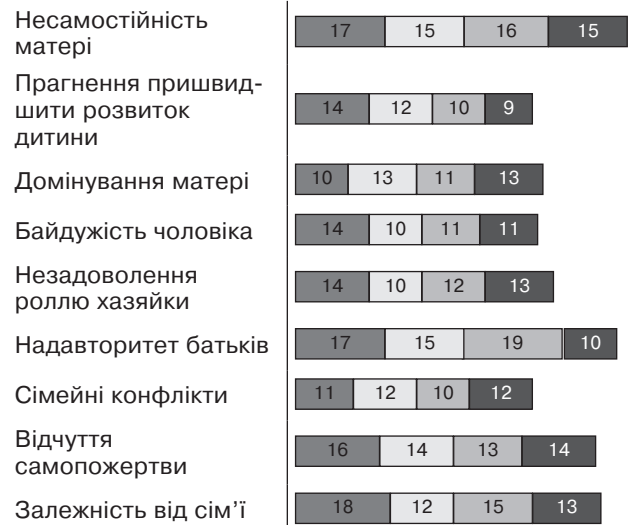 Несамостійність
матері
17 15 16 15
Прагнення пришвид-
шити розвиток
дитини
14 12 10 9
Домінування матері
10 13 11 13
Байдужість чоловіка
14 10 11 11
Незадоволення
роллю хазяйки
14 10 12 13
Надавторитет батьків
17 15 19 10
Сімейні конфлікти
11 12 10 12
Відчуття
самопожертви
16 14 13 14
Залежність від сім’ї
18 12 15 13